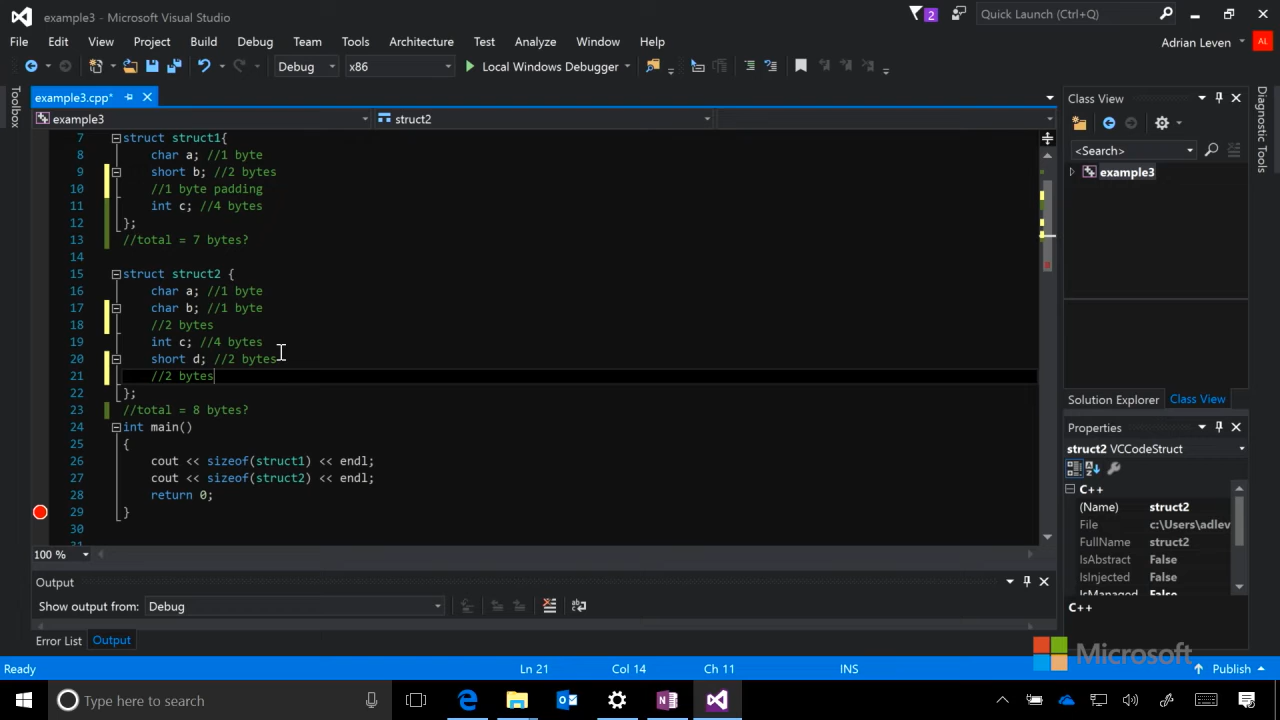 example3 - Microsoft Visual Studio
2
Quick Launch (Ctrl+Q)
File Edit View Project Build Debug Team Tools Architecture Test Analyze Window Help
Adrian Leven AL
Debug x86 Local Windows Debugger
Toolbox
example3.cpp*
example3 struct2
7 struct struct1{
8 char a; //1 byte
9 short b; //2 bytes
10 //1 byte padding
11 int c; //4 bytes
12 };
13 //total = 7 bytes?
14
15 struct struct2 {
16 char a; //1 byte
17 char b; //1 byte
18 //2 bytes
19 int c; //4 bytes
20 short d; //2 bytes
21 //2 bytes
22 };
23 //total = 8 bytes?
24 int main()
25 {
26 cout << sizeof(struct1) << endl;
27 cout << sizeof(struct2) << endl;
28 return 0;
29 }
30
31
100 %
Class View
<Search>
example3
Diagnostic Tools
Solution Explorer Class View
Properties
struct2 VCCodeStruct
C++
(Name) struct2
File c:\Users\adlev
FullName struct2
IsAbstract False
IsInjected False
IsManaged False
C++
Output
Show output from: Debug
Error List Output
Microsoft
Ready Ln 21 Col 14 Ch 11 INS Publish
Type here to search